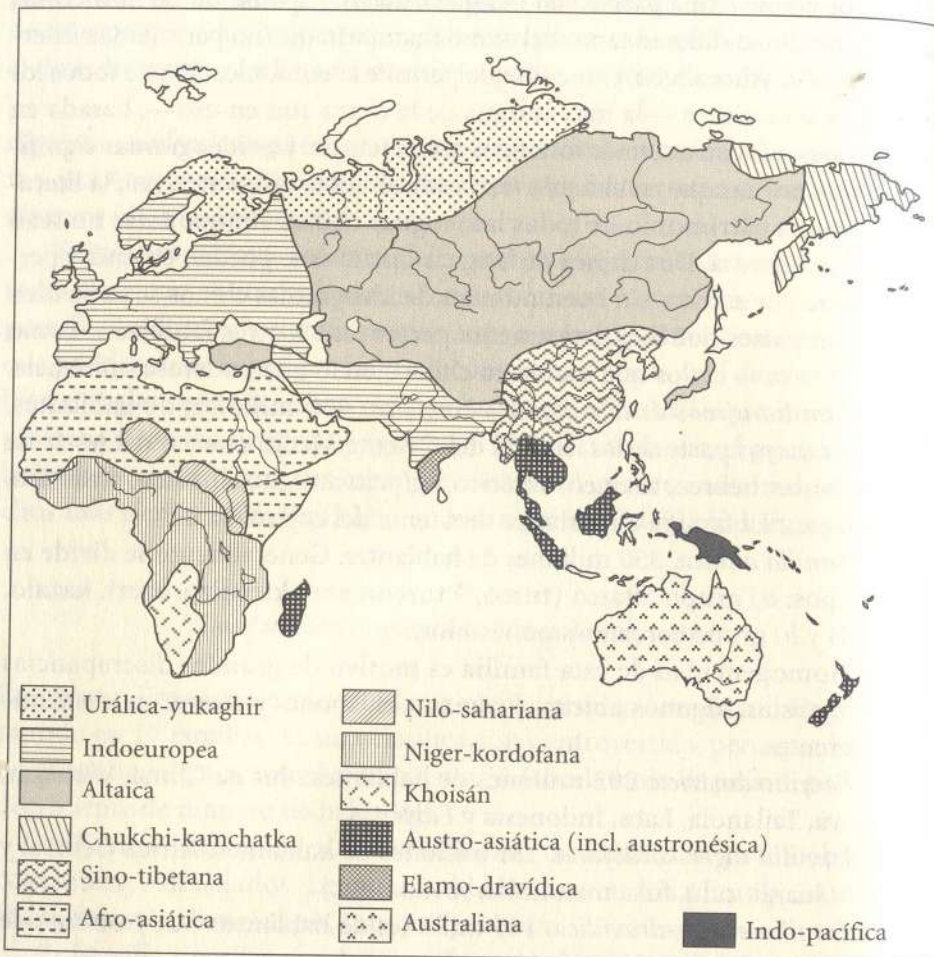 Urálica-yukaghir
Indoeuropea
Altaica
Chukchi-kamchatka
Sino-tibetana
Afro-asiática
Nilo-sahariana
Niger-kordofana
Khoisán
Austro-asiática (incl. austronésica)
Elamo-dravídica
Australiana
Indo-pacífica